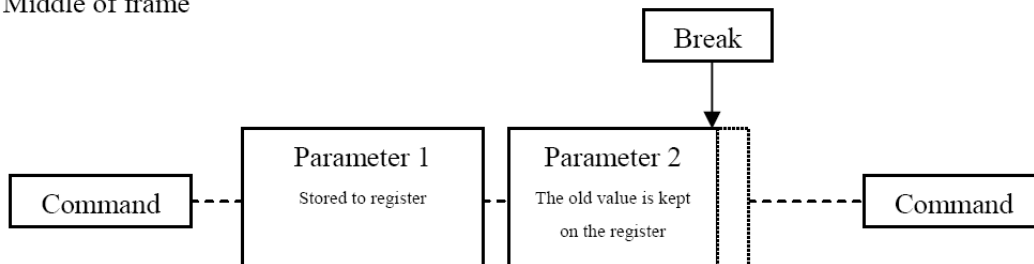 Middle of frame
Break
Parameter 1
Stored to register
Parameter 2
The old value is kept
on the register
Command
Command